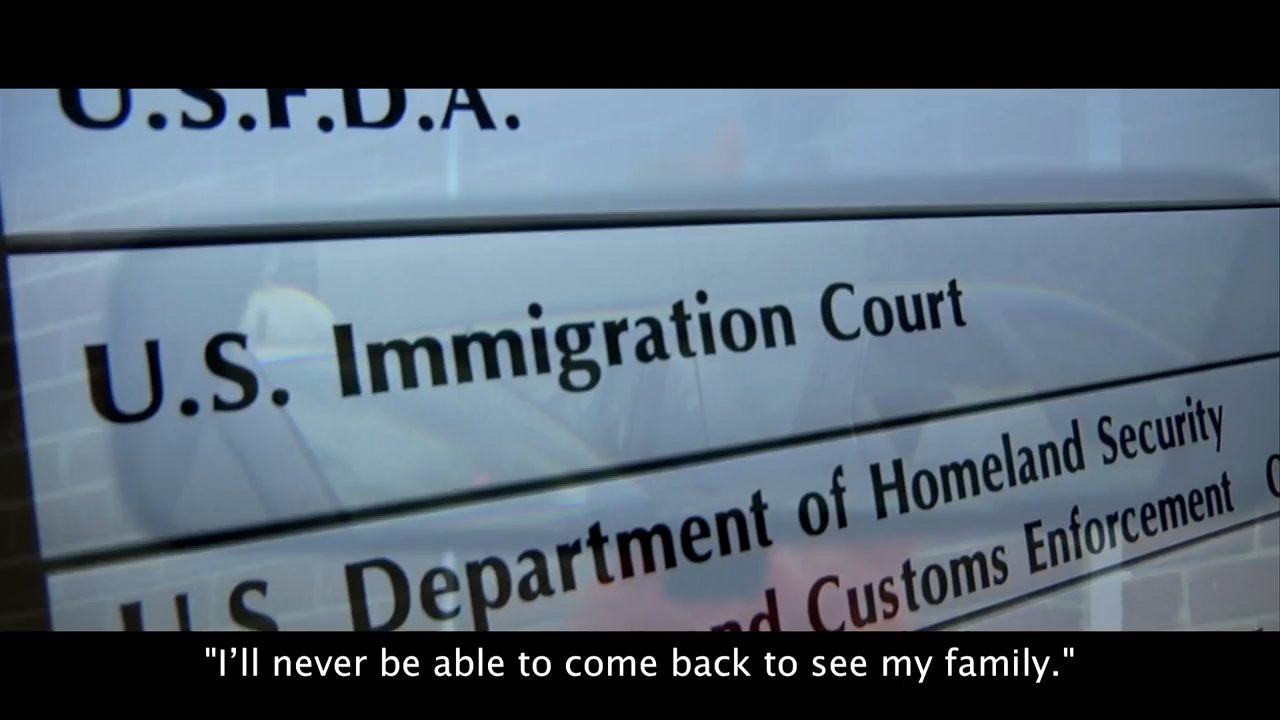 U.S.F.D.A.
U.S. Immigration Court
U.S. Department of Homeland Security
and Customs Enforcement
"I’ll never be able to come back to see my family."